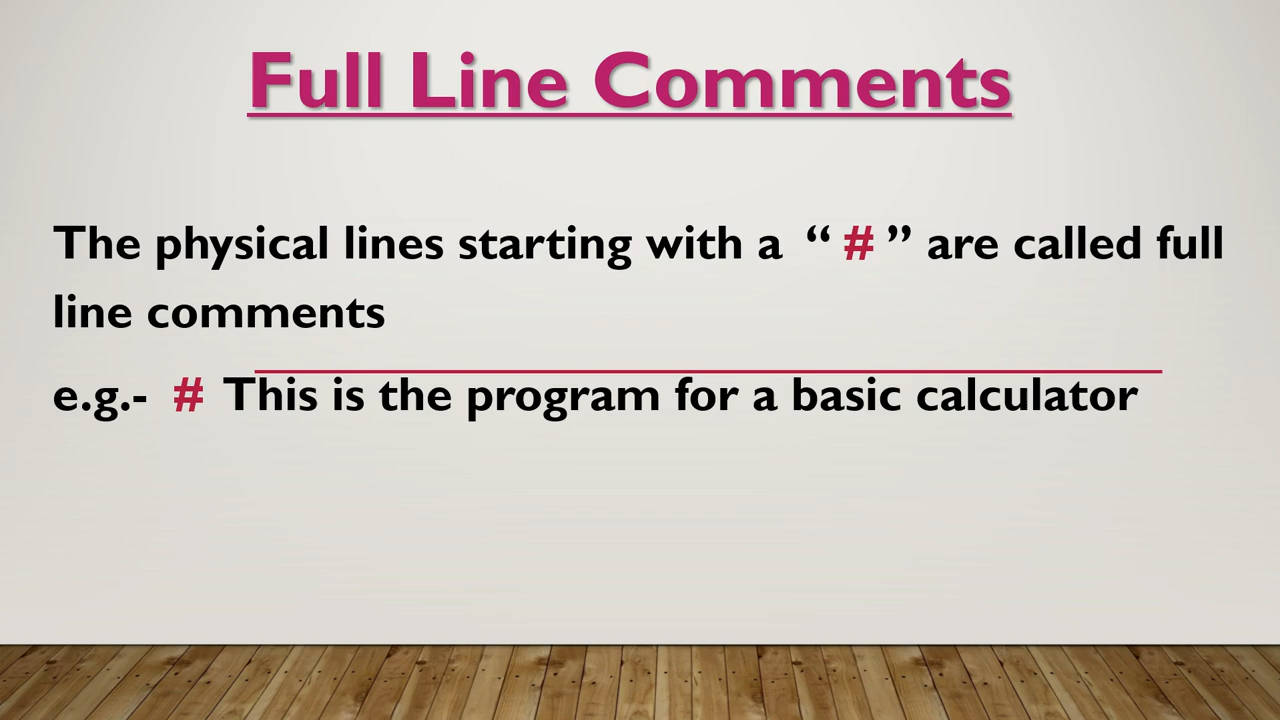 Full Line Comments
The physical lines starting with a “ # ” are called full
line comments
e.g.- # This is the program for a basic calculator